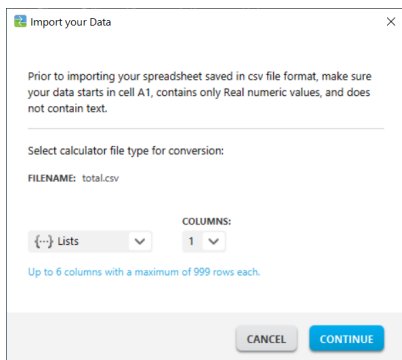 Import your Data
Prior to importing your spreadsheet saved in csv file format, make sure
your data starts in cell A1, contains only Real numeric values, and does
not contain text.
Select calculator file type for conversion:
FILENAME: total.csv
COLUMNS:
{···} Lists 1
Up to 6 columns with a maximum of 999 rows each.
CANCEL CONTINUE